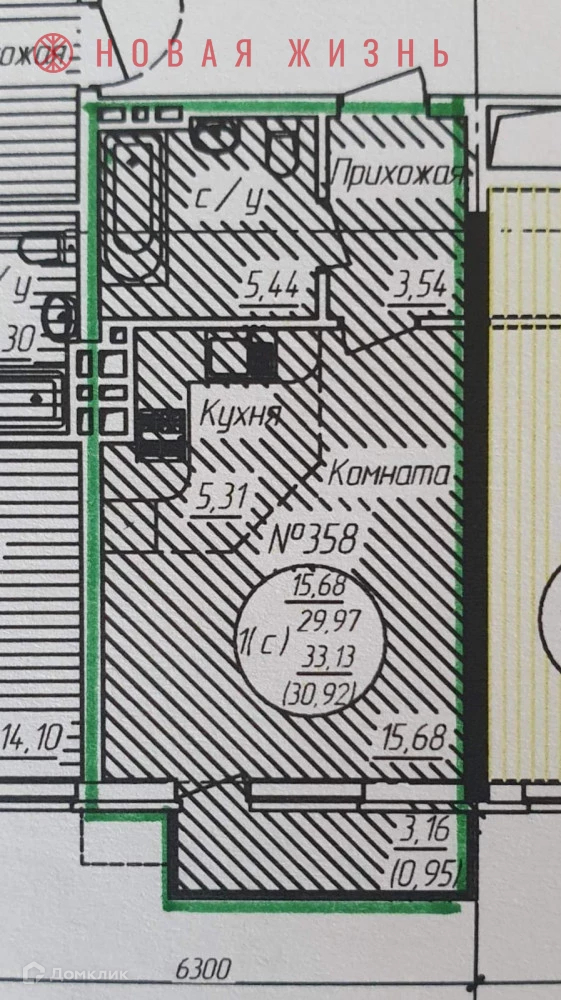 НОВАЯ ЖИЗНЬ
Прихожая
с/у
5,44
3,54
/у
30
Кухня
5,31
Комната
№358
15,68
29,97
1(с)
33,13
(30,92)
14,10
15,68
3,16
(0,95)
6300
Домклик